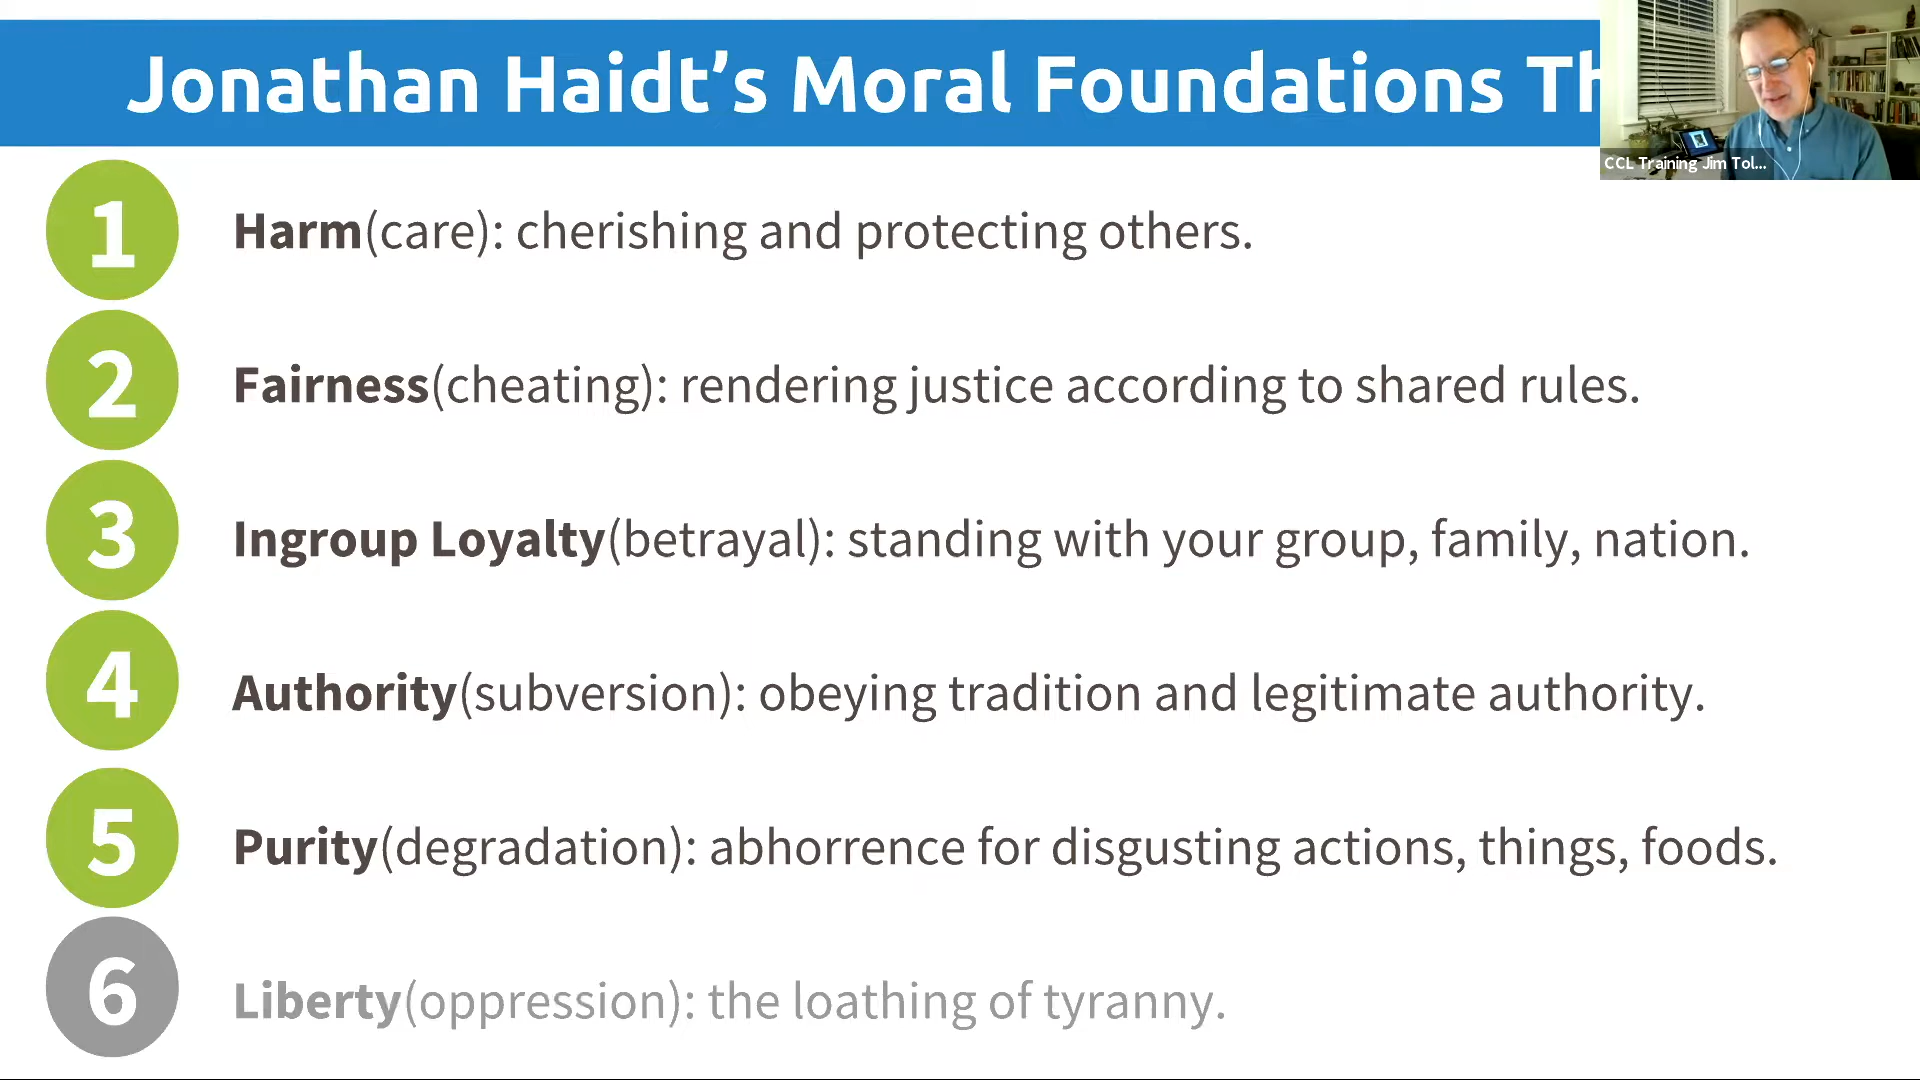 Jonathan Haidt’s Moral Foundations Th
CCL Training Jim Tol...
1
Harm(care): cherishing and protecting others.
2
Fairness(cheating): rendering justice according to shared rules.
3
Ingroup Loyalty(betrayal): standing with your group, family, nation.
4
Authority(subversion): obeying tradition and legitimate authority.
5
Purity(degradation): abhorrence for disgusting actions, things, foods.
6
Liberty(oppression): the loathing of tyranny.